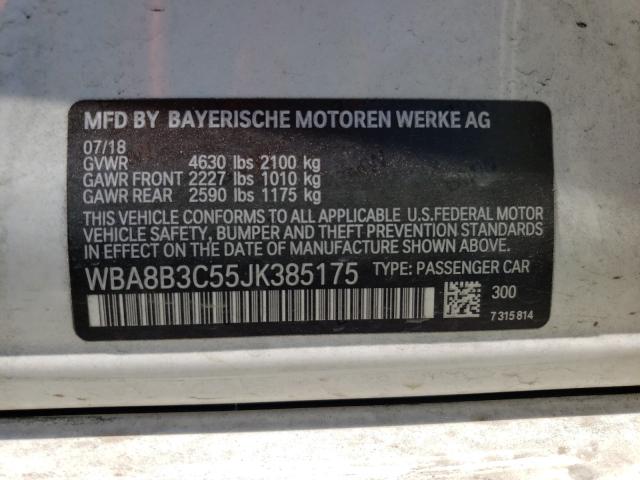 MFD BY BAYERISCHE MOTOREN WERKE AG
07/18
GVWR 4630 lbs 2100 kg
GAWR FRONT 2227 lbs 1010 kg
GAWR REAR 2590 lbs 1175 kg
THIS VEHICLE CONFORMS TO ALL APPLICABLE U.S.FEDERAL MOTOR
VEHICLE SAFETY, BUMPER AND THEFT PREVENTION STANDARDS
IN EFFECT ON THE DATE OF MANUFACTURE SHOWN ABOVE.
WBA8B3C55JK385175 TYPE: PASSENGER CAR
300
7 315 814